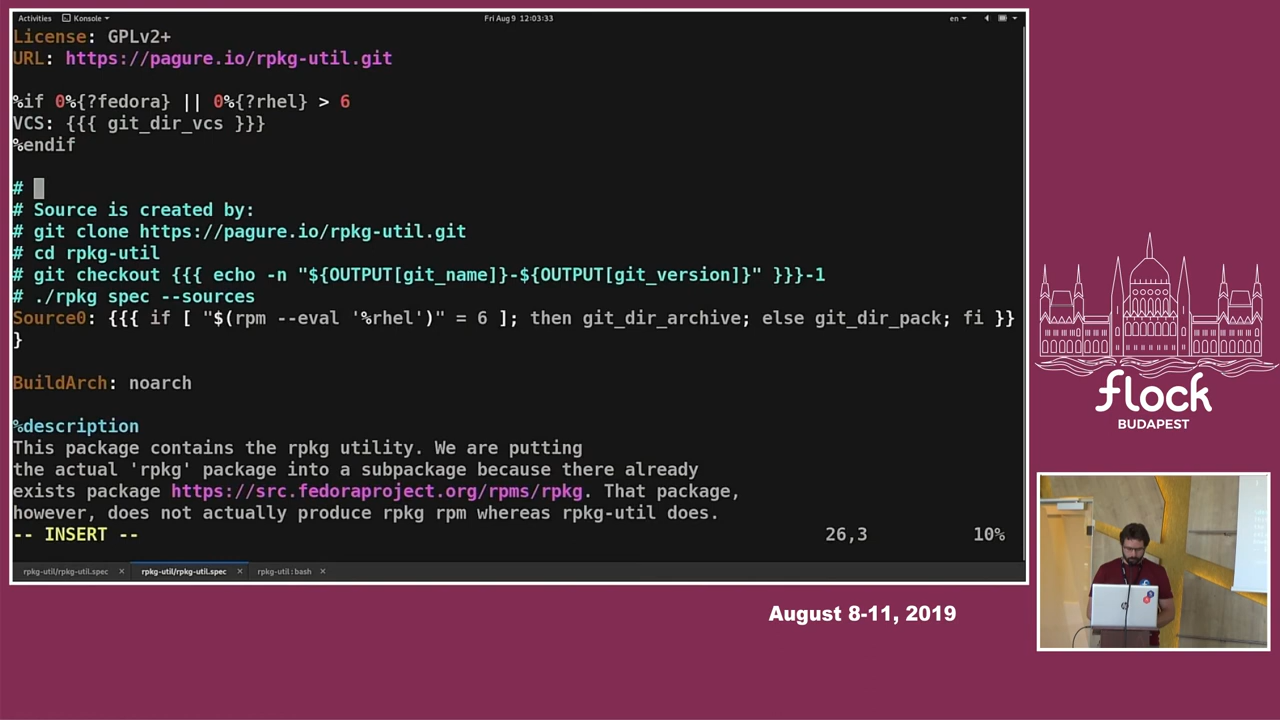 Activities Konsole Fri Aug 9 12:03:33 en
License: GPLv2+
URL: https://pagure.io/rpkg-util.git
%if 0%{?fedora} || 0%{?rhel} > 6
VCS: {{{ git_dir_vcs }}}
%endif
#
# Source is created by:
# git clone https://pagure.io/rpkg-util.git
# cd rpkg-util
# git checkout {{{ echo -n "${OUTPUT[git_name]}-${OUTPUT[git_version]}" }}}-1
# ./rpkg spec --sources
Source0: {{{ if [ "$(rpm --eval '%rhel')" = 6 ]; then git_dir_archive; else git_dir_pack; fi }}
}
BuildArch: noarch
%description
This package contains the rpkg utility. We are putting
the actual 'rpkg' package into a subpackage because there already
exists package https://src.fedoraproject.org/rpms/rpkg. That package,
however, does not actually produce rpkg rpm whereas rpkg-util does.
-- INSERT -- 26,3 10%
rpkg-util/rpkg-util.spec × rpkg-util/rpkg-util.spec × rpkg-util : bash ×
flock
BUDAPEST
August 8-11, 2019